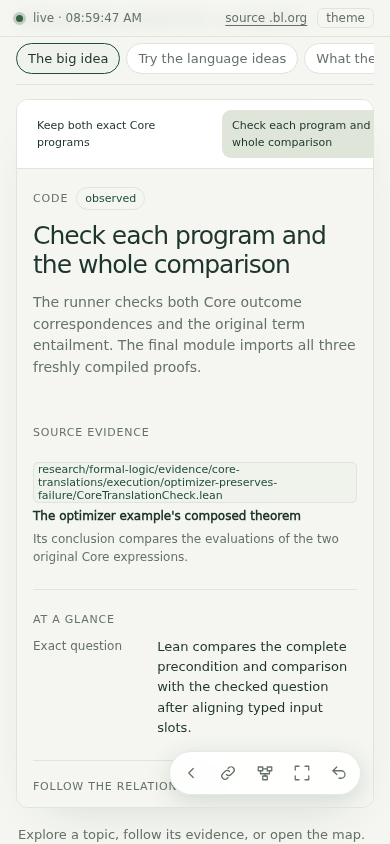 live · 08:59:47 AM
source .bl.org
theme
The big idea
Try the language ideas
What the
Keep both exact Core
programs
Check each program and
whole comparison
CODE
observed
Check each program and
the whole comparison
The runner checks both Core outcome
correspondences and the original term
entailment. The final module imports all three
freshly compiled proofs.
SOURCE EVIDENCE
research/formal-logic/evidence/core-
translations/execution/optimizer-preserves-
failure/CoreTranslationCheck.lean
The optimizer example's composed theorem
Its conclusion compares the evaluations of the two
original Core expressions.
AT A GLANCE
Exact question
Lean compares the complete
precondition and comparison
with the checked question
after aligning typed input
slots.
FOLLOW THE RELATION
Explore a topic, follow its evidence, or open the map.